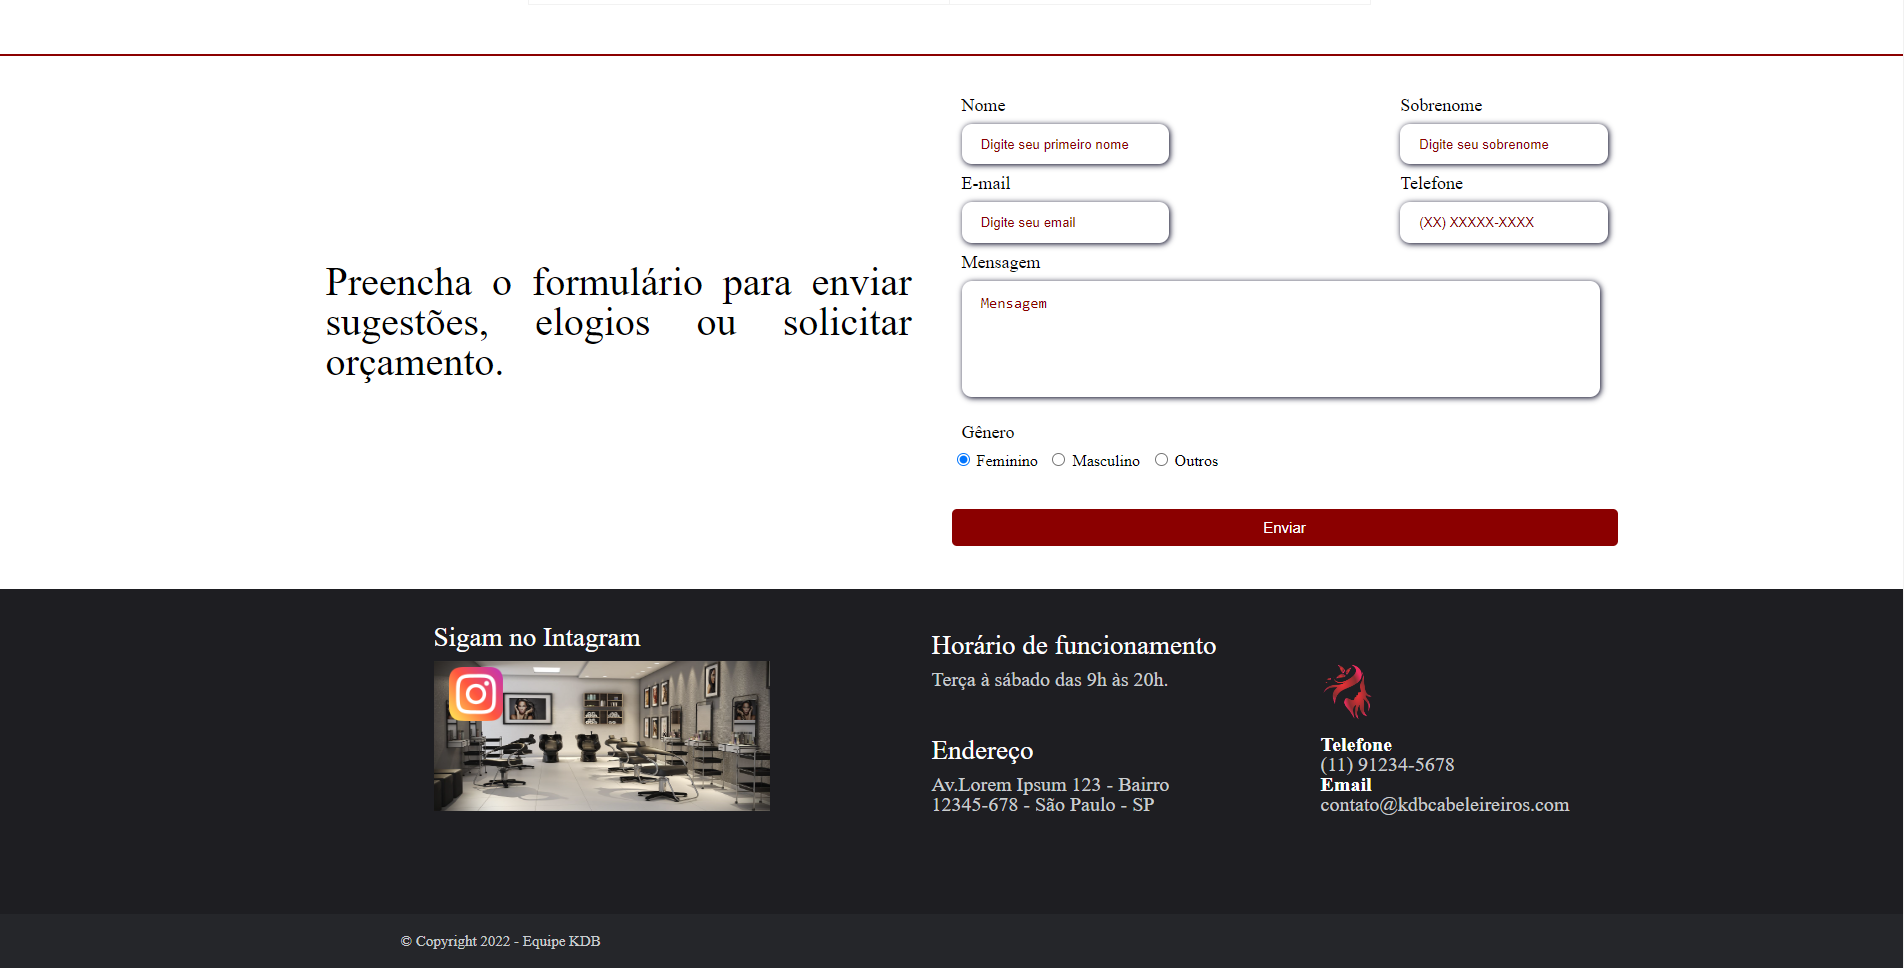 Preencha o formulário para enviar
sugestões, elogios ou solicitar
orçamento.
Nome
Digite seu primeiro nome
Sobrenome
Digite seu sobrenome
E-mail
Digite seu email
Telefone
(XX) XXXXX-XXXX
Mensagem
Mensagem
Gênero
Feminino Masculino Outros
Enviar
Sigam no Intagram
Horário de funcionamento
Terça à sábado das 9h às 20h.
Endereço
Av.Lorem Ipsum 123 - Bairro
12345-678 - São Paulo - SP
Telefone
(11) 91234-5678
Email
contato@kdbcabeleireiros.com
© Copyright 2022 - Equipe KDB